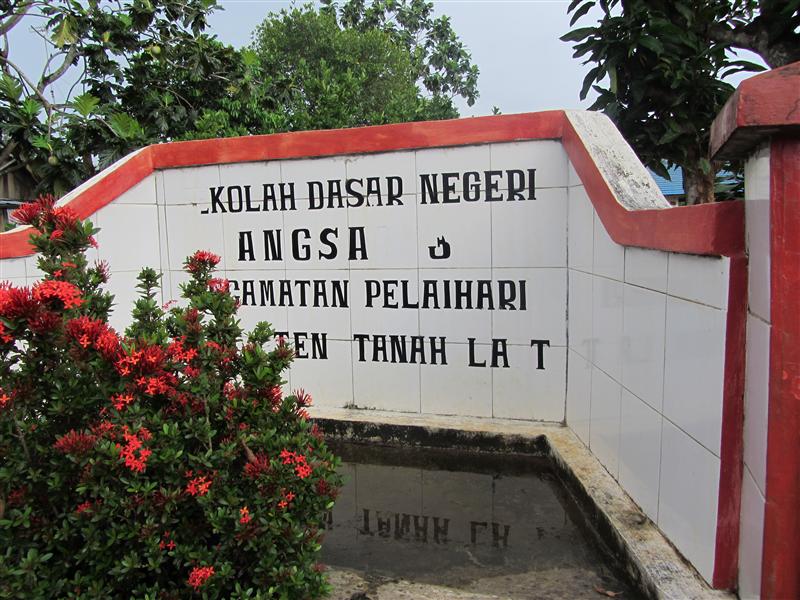 KOLAH DASAR NEGERI
ANGSA
CAMATAN PELAIHARI
TEN TANAH LA T